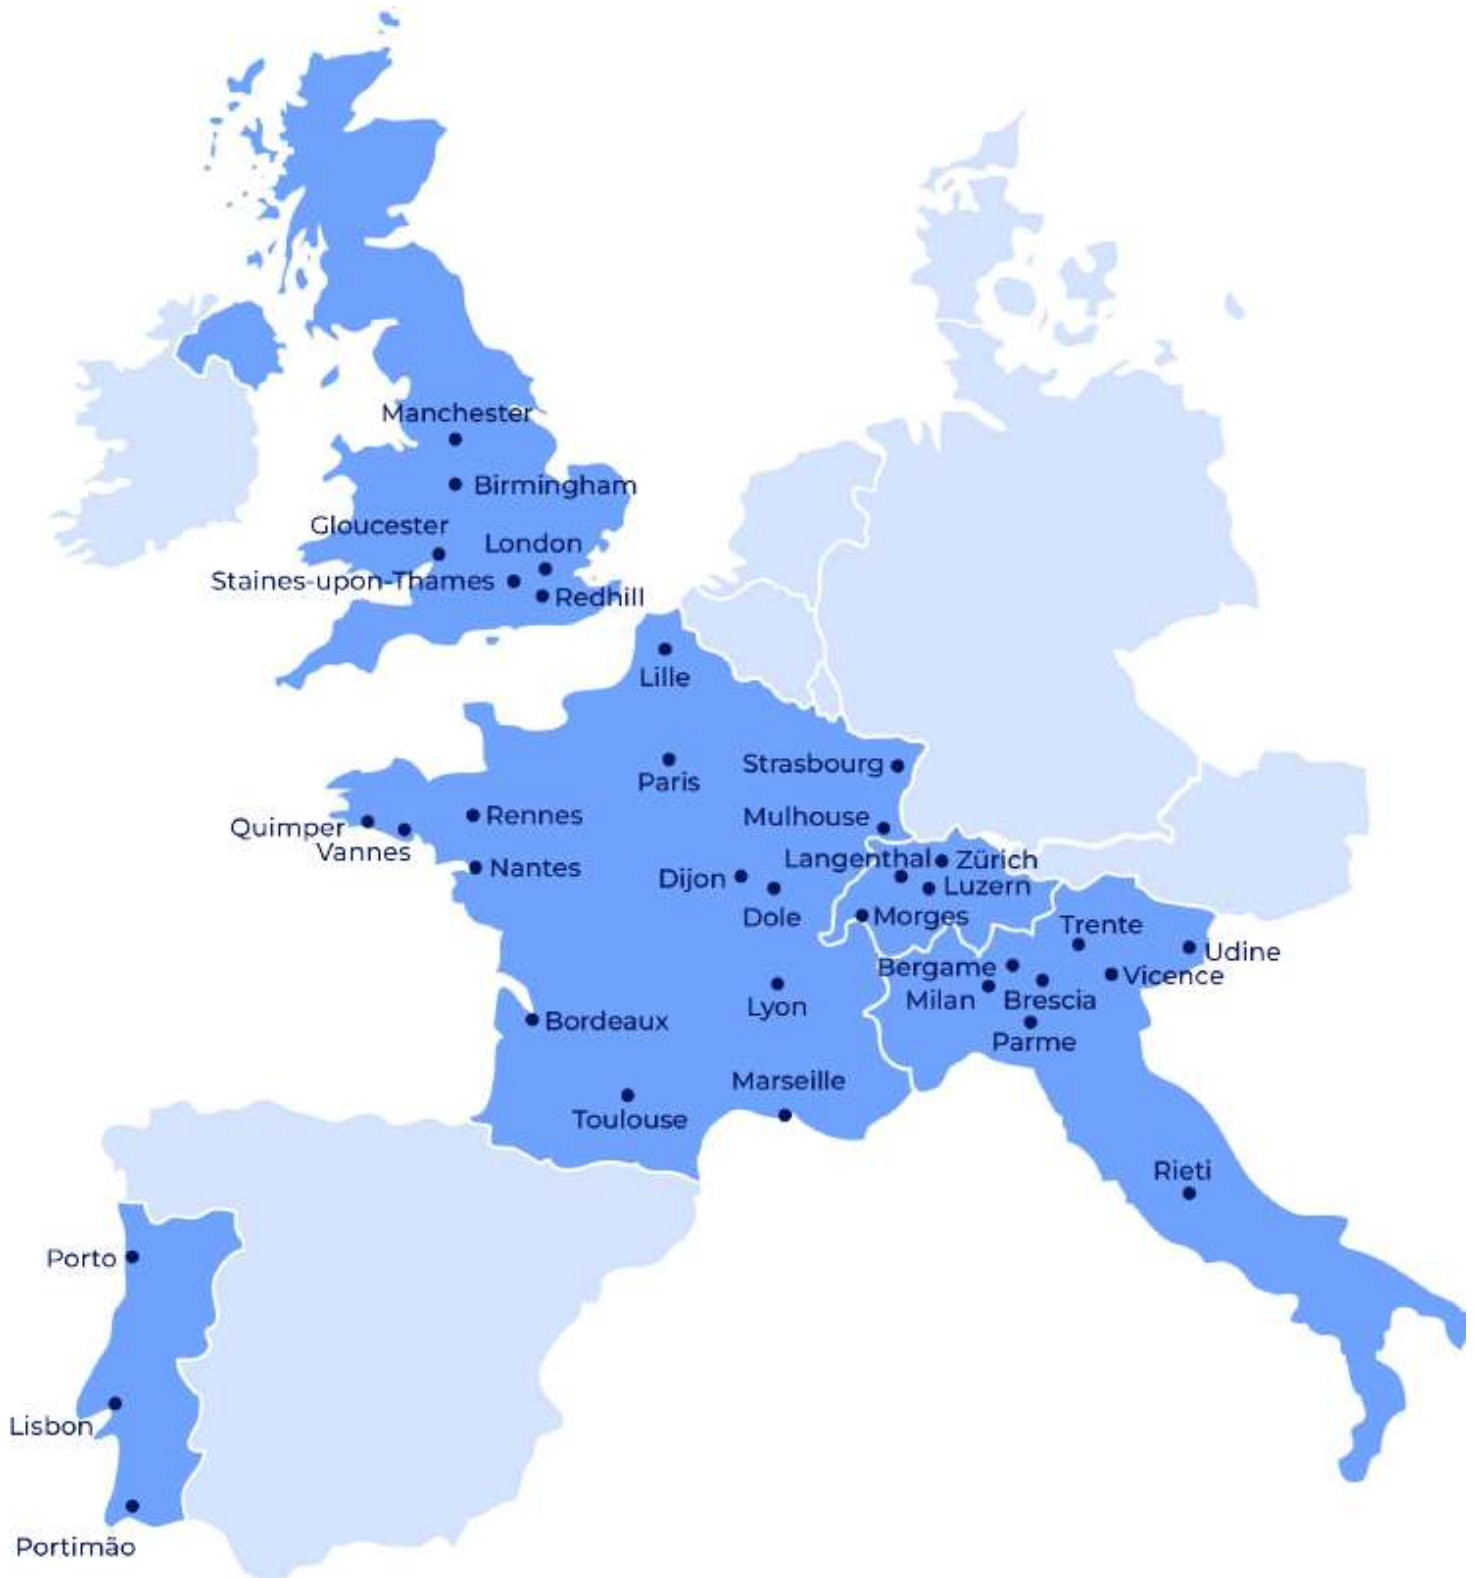 Manchester
Birmingham
Gloucester
London
Staines-upon-Thames
Redhill
Lille
Strasbourg
Paris
Rennes
Mulhouse
Quimper
Vannes
Langenthal
Zürich
Nantes
Dijon
Luzern
Dole
Morges
Trente
Udine
Bergame
Vicence
Milan
Brescia
Lyon
Bordeaux
Parme
Marseille
Toulouse
Rieti
Porto
Lisbon
Portimão